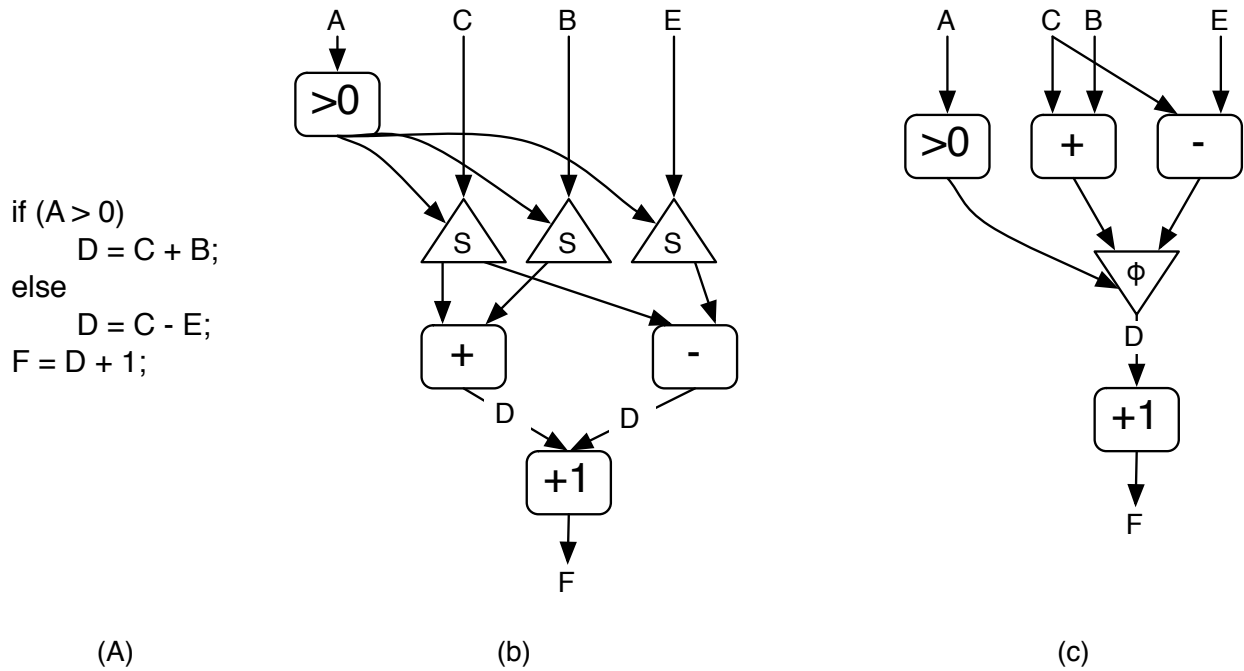 if (A > 0)
D = C + B;
else
D = C - E;
F = D + 1;
(A)
A C B E
>0
S S S
+ -
D D
+1
F
(b)
A C B E
>0 + -
ϕ
D
+1
F
(c)